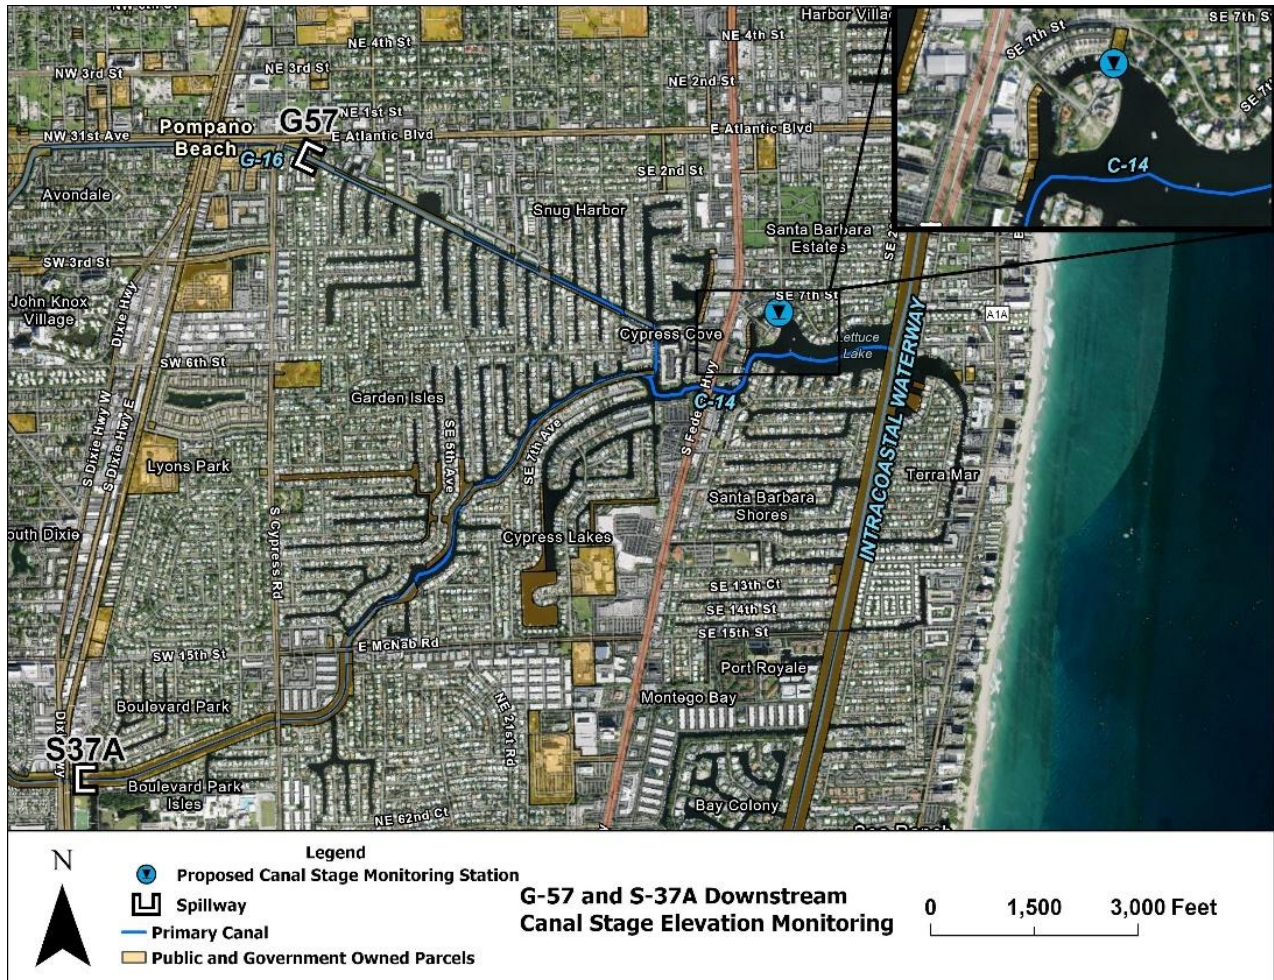 Harbor Villa
NE 4th St
NE 4th St
NW 3rd St
NE 3rd St
NE 2nd St
NE 1st St
G57
NW 31st Ave
Pompano
Beach
E Atlantic Blvd
E Atlantic Blvd
G-16
SE 2nd St
Avondale
Snug Harbor
Santa Barbara
Estates
SE 7th St
SE 7th S
SE 7th
C-14
SW 3rd St
John Knox
Village
Dixie Hwy
SE 7th St
A1A
Cypress Cove
Lettuce
Lake
SW 6th St
Garden Isles
C-14
S Fede
Hwy
INTRACOASTAL WATERWAY
S Dixie Hwy W
S Dixie Hwy E
SE 5th Ave
SE 7th Ave
Lyons Park
Terra Mar
Santa Barbara
Shores
outh Dixie
S Cypress Rd
Cypress Lakes
SE 13th Ct
SE 14th St
SE 15th St
E McNab Rd
SW 15th St
Port Royale
Montego Bay
Boulevard Park
NE 21st Rd
S37A
Boulevard Park
Isles
Bay Colony
NE 62nd Ct
N
Legend
Proposed Canal Stage Monitoring Station
Spillway
Primary Canal
Public and Government Owned Parcels
G-57 and S-37A Downstream
Canal Stage Elevation Monitoring
0 1,500 3,000 Feet